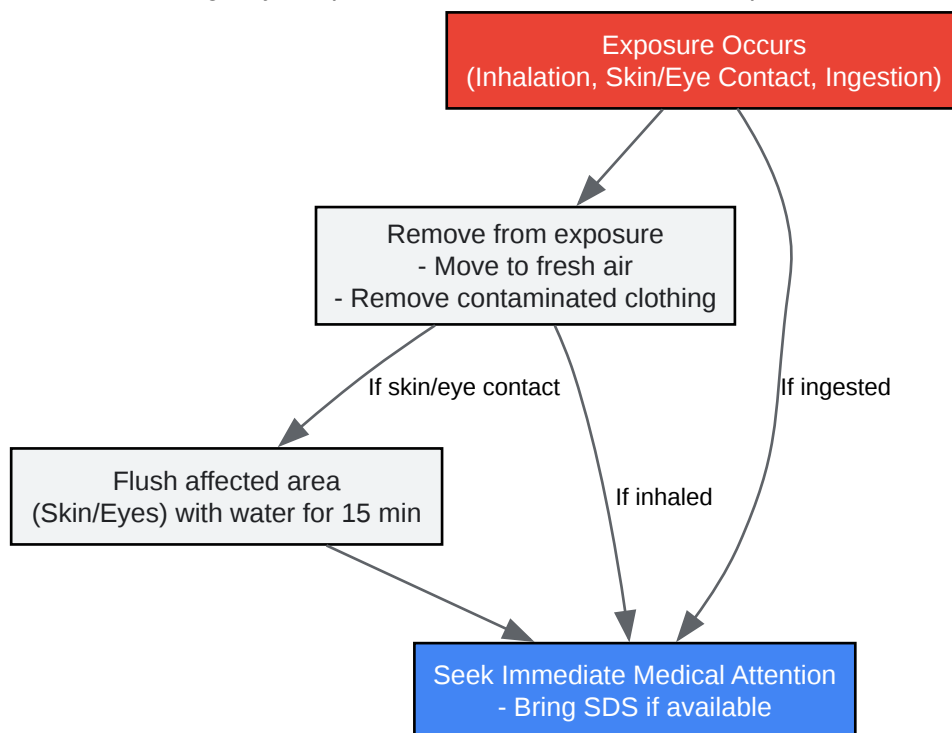 Exposure Occurs
(Inhalation, Skin/Eye Contact, Ingestion)
Remove from exposure
- Move to fresh air
- Remove contaminated clothing
If skin/eye contact
If ingested
Flush affected area
(Skin/Eyes) with water for 15 min
If inhaled
Seek Immediate Medical Attention
- Bring SDS if available